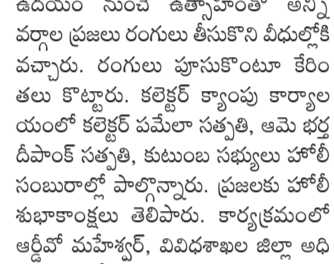 ఉదయం నుంచే ఉత్సాహంతో అన్ని
వర్గాల ప్రజలు రంగులు తీసుకొని వీధుల్లోకి
వచ్చారు. రంగులు పూసుకొంటూ కేరిం
తలు కొట్టారు. కలెక్టర్ క్యాంపు కార్యాల
యంలో కలెక్టర్ పమేలా సత్పతి, ఆమె భర్త
దీపాంక్ సత్పతి, కుటుంబ సభ్యులు హోలీ
సంబురాల్లో పాల్గొన్నారు. ప్రజలకు హోలీ
శుభాకాంక్షలు తెలిపారు. కార్యక్రమంలో
ఆర్డీవో మహేశ్వర్, వివిధశాఖల జిల్లా అధి